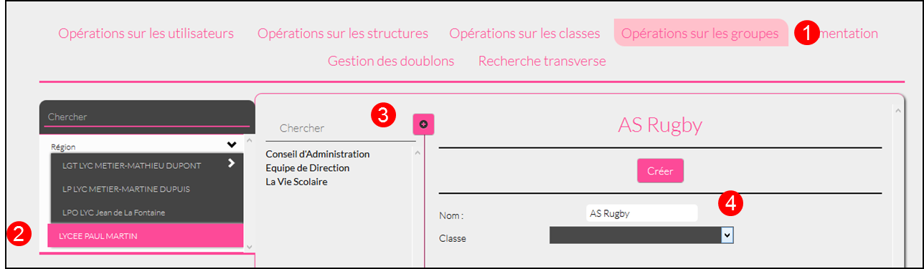 Opérations sur les utilisateurs Opérations sur les structures Opérations sur les classes Opérations sur les groupes 1 mentation
Gestion des doublons Recherche transverse
Chercher
Région
LGT LYC METIER-MATHIEU DUPONT
LP LYC METIER-MARTINE DUPUIS
LPO LYC Jean de La Fontaine
2 LYCEE PAUL MARTIN
3
Chercher
Conseil d'Administration
Equipe de Direction
La Vie Scolaire
AS Rugby
Créer
4
Nom : AS Rugby
Classe